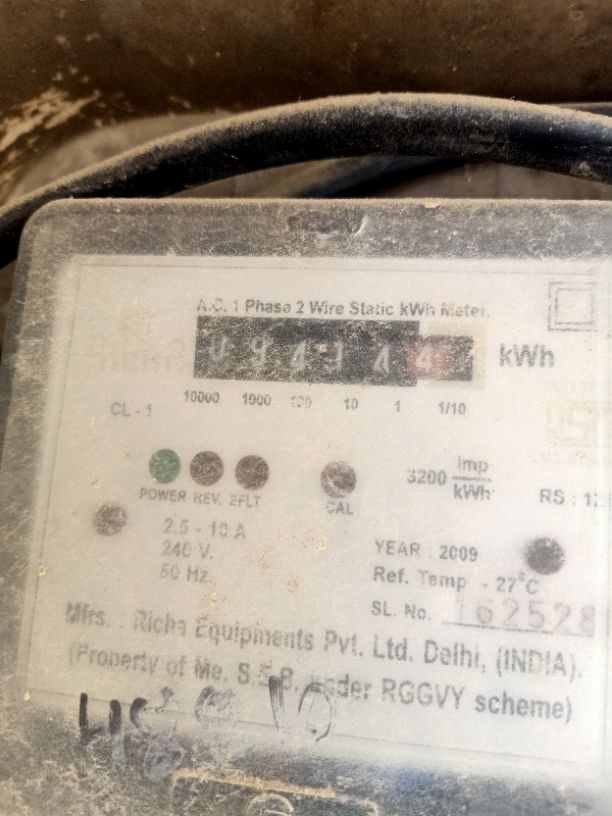 A.C. 1 Phase 2 Wire Static kWh Meter.
kWh
10000 1000 100 10 1 1/10
CL - 1
3200 imp/kWh
POWER REV. EFLT CAL
RS : 12
2.5 - 10 A
240 V.
50 Hz.
YEAR : 2009
Ref. Temp - 27°C
SL. No. 162528
Mfrs. : Richa Equipments Pvt. Ltd. Delhi, (INDIA).
(Property of Me. S.E.B. under RGGVY scheme)